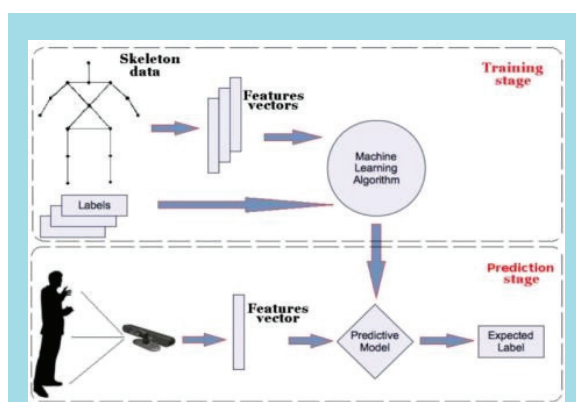 Skeleton
data
Training
stage
Features
vectors
Machine
Learning
Algorithm
Labels
Prediction
stage
Features
vector
Predictive
Model
Expected
Label